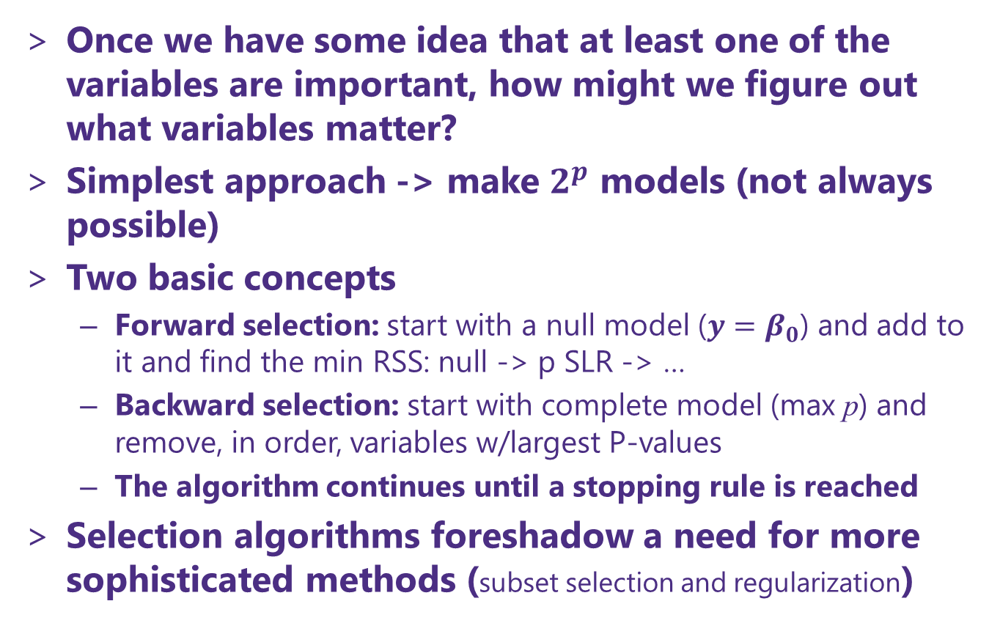 > Once we have some idea that at least one of the
variables are important, how might we figure out
what variables matter?
> Simplest approach -> make 2^p models (not always
possible)
> Two basic concepts
– Forward selection: start with a null model (y = β₀) and add to
it and find the min RSS: null -> p SLR -> …
– Backward selection: start with complete model (max p) and
remove, in order, variables w/largest P-values
– The algorithm continues until a stopping rule is reached
> Selection algorithms foreshadow a need for more
sophisticated methods (subset selection and regularization)